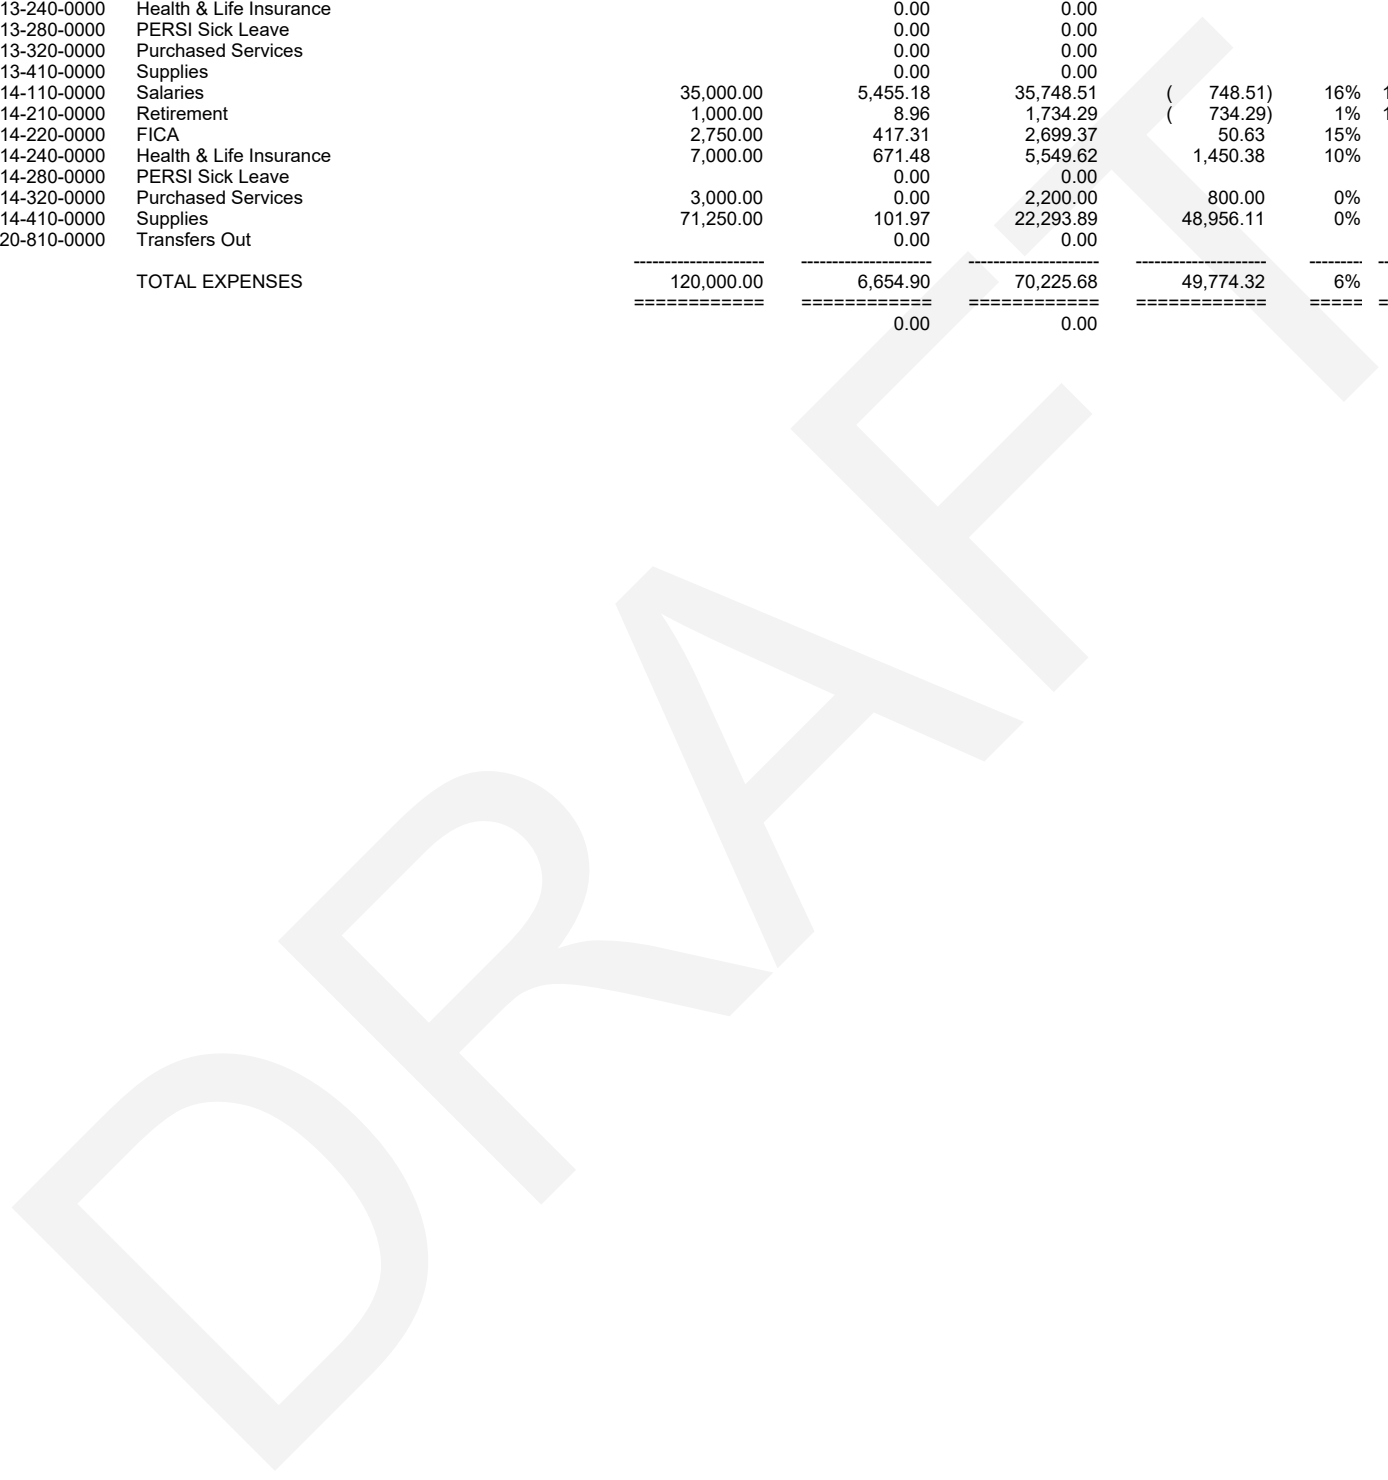 13-240-0000 Health & Life Insurance 0.00 0.00
13-280-0000 PERSI Sick Leave 0.00 0.00
13-320-0000 Purchased Services 0.00 0.00
13-410-0000 Supplies 0.00 0.00
14-110-0000 Salaries 35,000.00 5,455.18 35,748.51 ( 748.51) 16% 1
14-210-0000 Retirement 1,000.00 8.96 1,734.29 ( 734.29) 1% 1
14-220-0000 FICA 2,750.00 417.31 2,699.37 50.63 15%
14-240-0000 Health & Life Insurance 7,000.00 671.48 5,549.62 1,450.38 10%
14-280-0000 PERSI Sick Leave 0.00 0.00
14-320-0000 Purchased Services 3,000.00 0.00 2,200.00 800.00 0%
14-410-0000 Supplies 71,250.00 101.97 22,293.89 48,956.11 0%
20-810-0000 Transfers Out 0.00 0.00
--------------------- --------------------- --------------------- --------------------- -------- --
TOTAL EXPENSES 120,000.00 6,654.90 70,225.68 49,774.32 6%
============ ============ ============ ============ ===== =
0.00 0.00
DRAFT